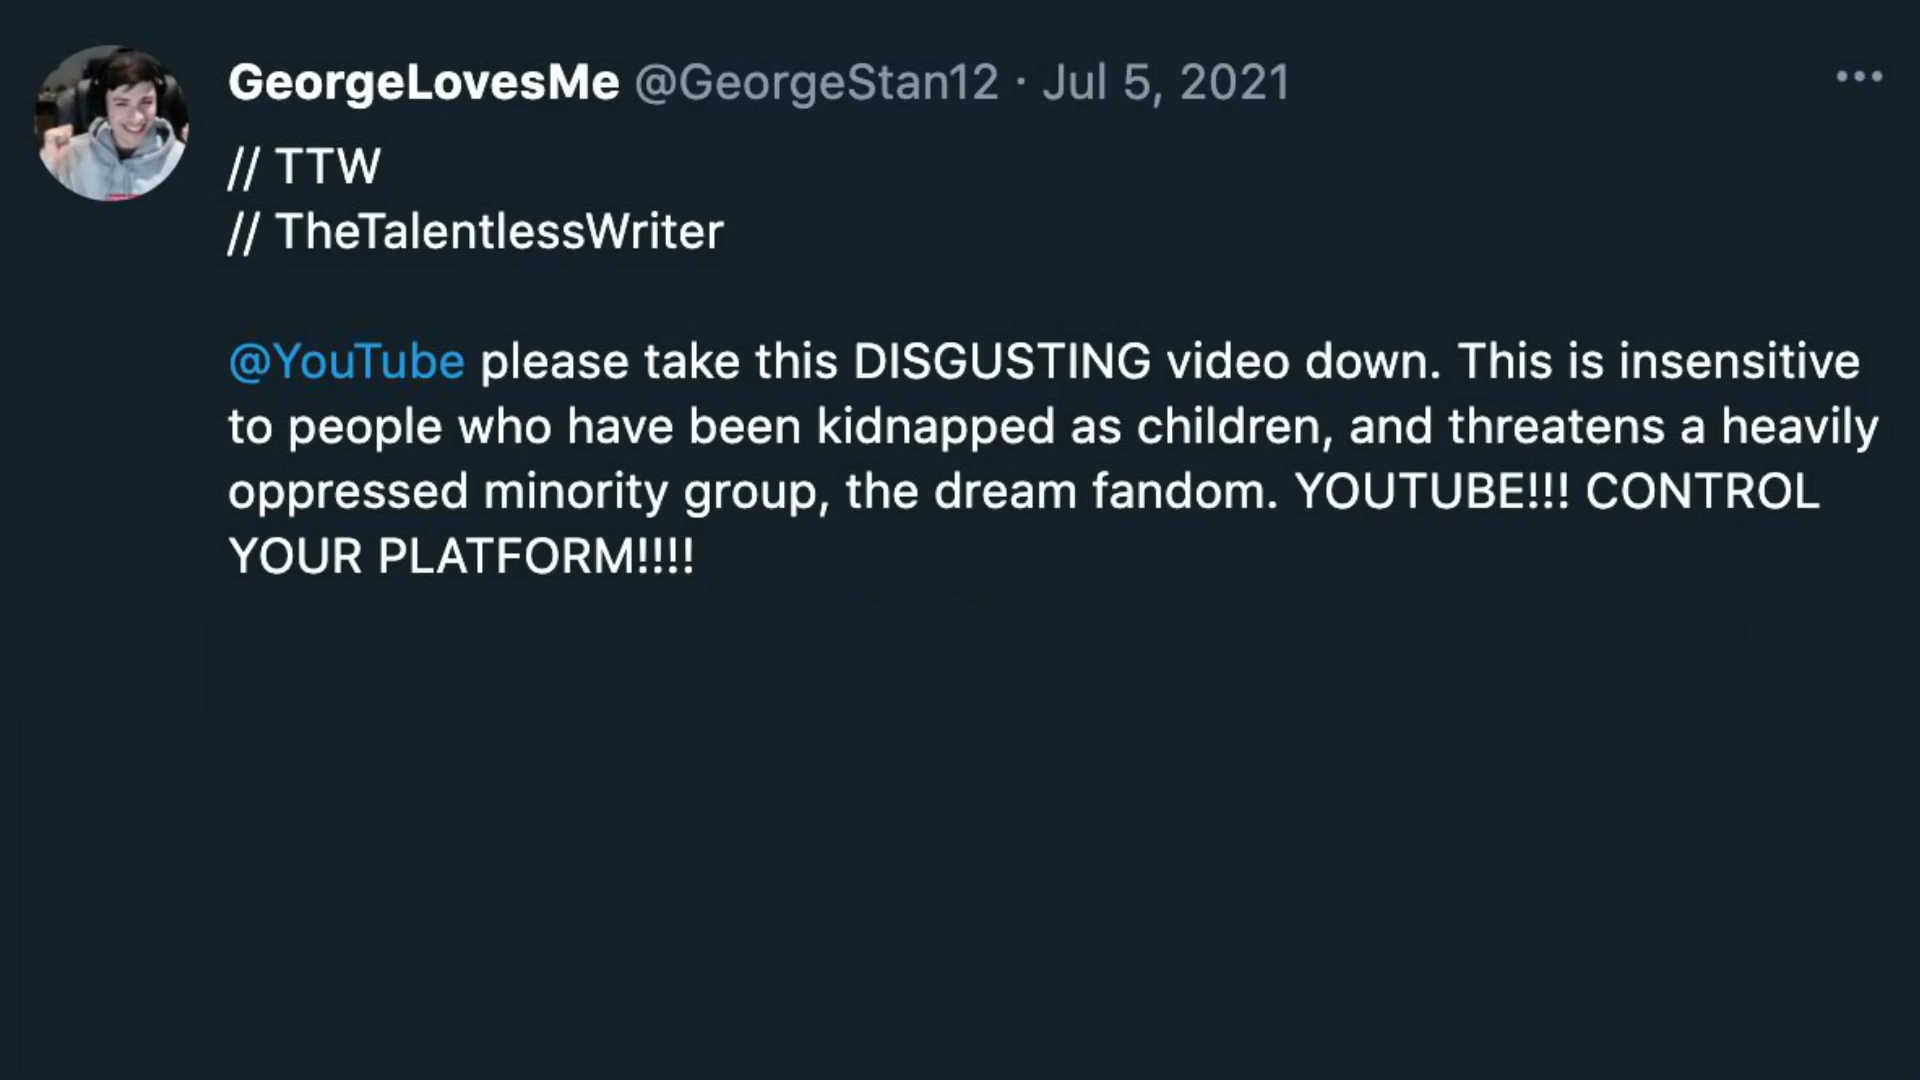 GeorgeLovesMe @GeorgeStan12 · Jul 5, 2021
// TTW
// TheTalentlessWriter
@YouTube please take this DISGUSTING video down. This is insensitive
to people who have been kidnapped as children, and threatens a heavily
oppressed minority group, the dream fandom. YOUTUBE!!! CONTROL
YOUR PLATFORM!!!!